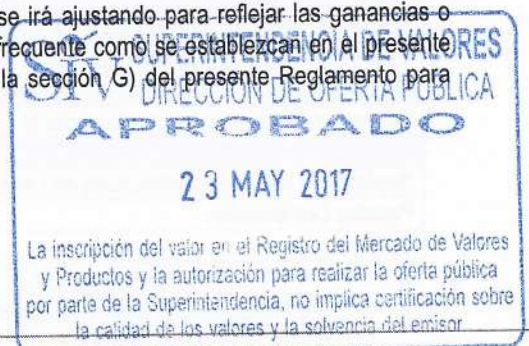 se irá ajustando para reflejar las ganancias o
frecuente como se establezcan en el presente
la sección G) del presente Reglamento para
SIV SUPERINTENDENCIA DE VALORES
DIRECCIÓN DE OFERTA PÚBLICA
APROBADO
23 MAY 2017
La inscripción del valor en el Registro del Mercado de Valores
y Productos y la autorización para realizar la oferta pública
por parte de la Superintendencia, no implica certificación sobre
la calidad de los valores y la solvencia del emisor.